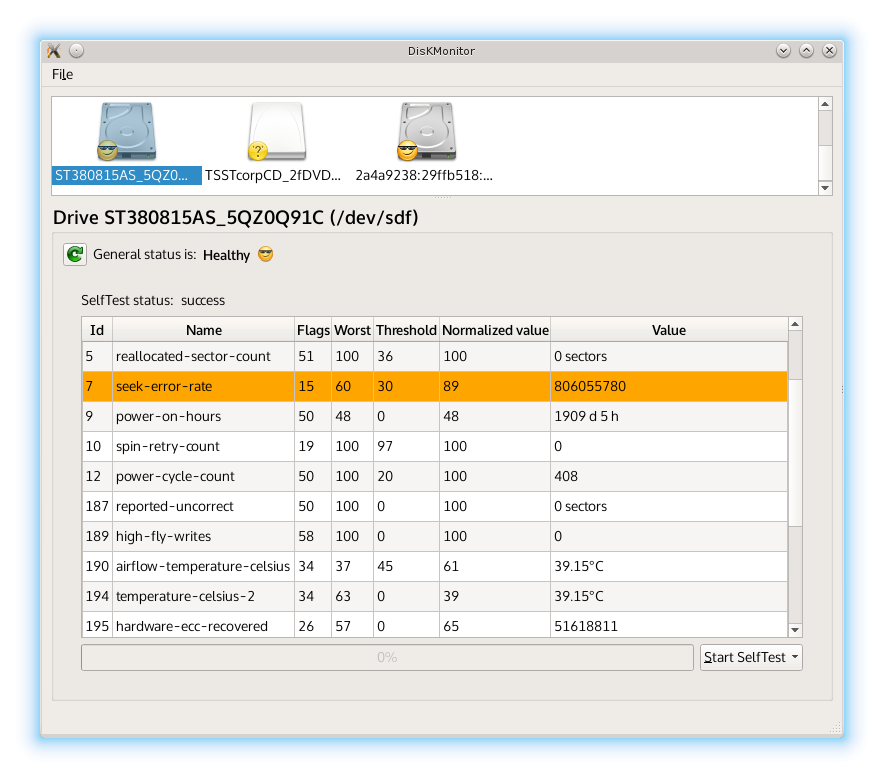 DisKMonitor
File
ST380815AS_5QZ0... TSSTcorpCD_2fDVD... 2a4a9238:29ffb518:...
Drive ST380815AS_5QZ0Q91C (/dev/sdf)
General status is: Healthy
SelfTest status: success
Id Name Flags Worst Threshold Normalized value Value
5 reallocated-sector-count 51 100 36 100 0 sectors
7 seek-error-rate 15 60 30 89 806055780
9 power-on-hours 50 48 0 48 1909 d 5 h
10 spin-retry-count 19 100 97 100 0
12 power-cycle-count 50 100 20 100 408
187 reported-uncorrect 50 100 0 100 0 sectors
189 high-fly-writes 58 100 0 100 0
190 airflow-temperature-celsius 34 37 45 61 39.15°C
194 temperature-celsius-2 34 63 0 39 39.15°C
195 hardware-ecc-recovered 26 57 0 65 51618811
0% Start SelfTest